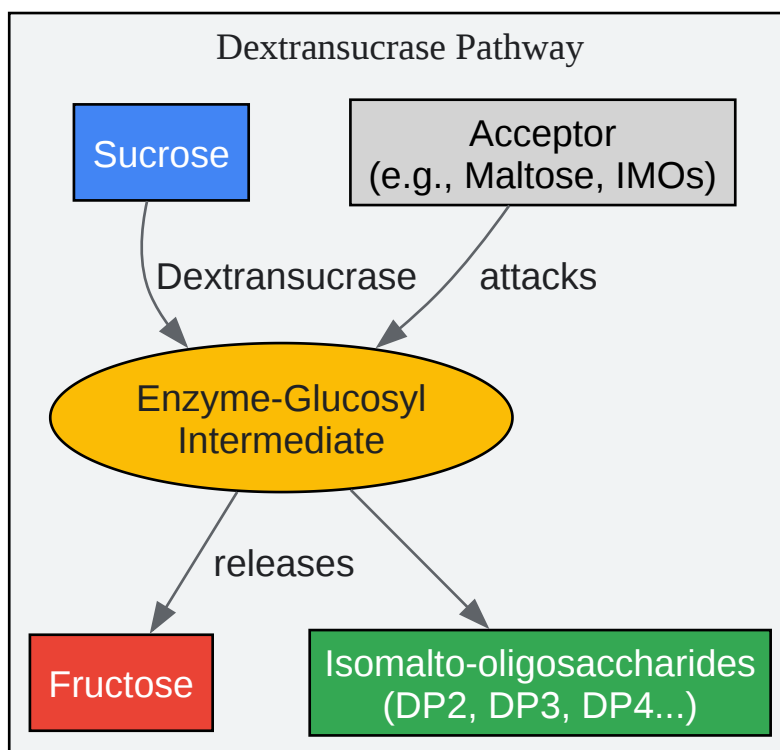 Dextransucrase Pathway
Sucrose
Acceptor
(e.g., Maltose, IMOs)
Dextransucrase
attacks
Enzyme-Glucosyl
Intermediate
releases
Fructose
Isomalto-oligosaccharides
(DP2, DP3, DP4...)